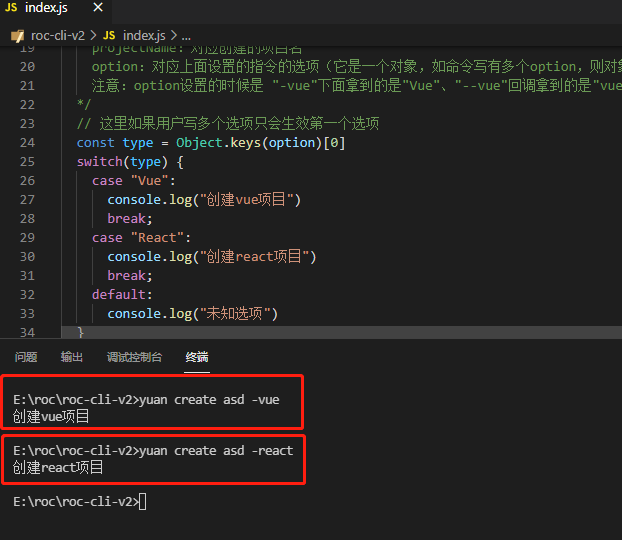 JS index.js ×
roc-cli-v2 > JS index.js > ...
19 projectName: 对应创建的项目名
20 option: 对应上面设置的指令的选项（它是一个对象，如命令写有多个option，则对象
21 注意: option设置的时候是 "-vue"下面拿到的是"Vue"、"--vue"回调拿到的是"vue
22 */
23 // 这里如果用户写多个选项只会生效第一个选项
24 const type = Object.keys(option)[0]
25 switch(type) {
26 case "Vue":
27 console.log("创建vue项目")
28 break;
29 case "React":
30 console.log("创建react项目")
31 break;
32 default:
33 console.log("未知选项")
34 }
问题 输出 调试控制台 终端
E:\roc\roc-cli-v2>yuan create asd -vue
创建vue项目
E:\roc\roc-cli-v2>yuan create asd -react
创建react项目
E:\roc\roc-cli-v2>